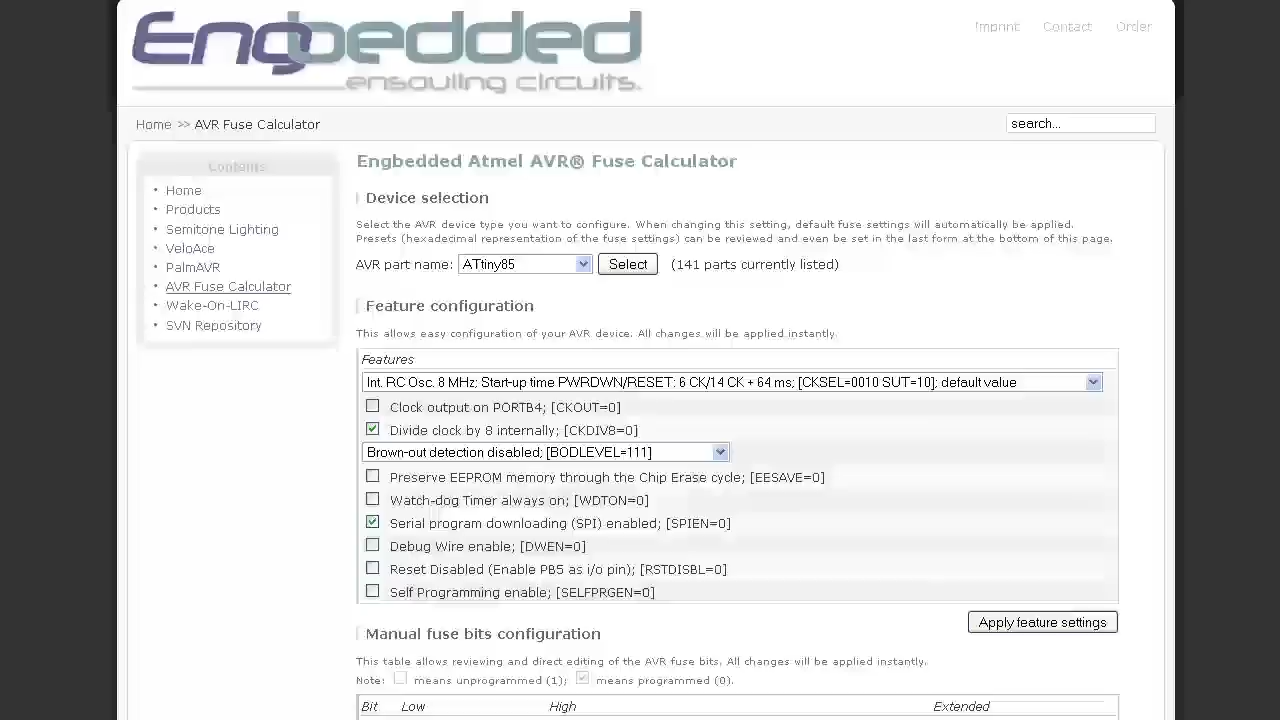 Engbedded
ensouling circuits.
Imprint Contact Order
Home >> AVR Fuse Calculator
search...
Contents
Home
Products
Semitone Lighting
VeloAce
PalmAVR
AVR Fuse Calculator
Wake-On-LIRC
SVN Repository
Engbedded Atmel AVR® Fuse Calculator
Device selection
Select the AVR device type you want to configure. When changing this setting, default fuse settings will automatically be applied.
Presets (hexadecimal representation of the fuse settings) can be reviewed and even be set in the last form at the bottom of this page.
AVR part name: ATtiny85 Select (141 parts currently listed)
Feature configuration
This allows easy configuration of your AVR device. All changes will be applied instantly.
Features
Int. RC Osc. 8 MHz; Start-up time PWRDWN/RESET: 6 CK/14 CK + 64 ms; [CKSEL=0010 SUT=10]; default value
Clock output on PORTB4; [CKOUT=0]
Divide clock by 8 internally; [CKDIV8=0]
Brown-out detection disabled; [BODLEVEL=111]
Preserve EEPROM memory through the Chip Erase cycle; [EESAVE=0]
Watch-dog Timer always on; [WDTON=0]
Serial program downloading (SPI) enabled; [SPIEN=0]
Debug Wire enable; [DWEN=0]
Reset Disabled (Enable PB5 as i/o pin); [RSTDISBL=0]
Self Programming enable; [SELFPRGEN=0]
Apply feature settings
Manual fuse bits configuration
This table allows reviewing and direct editing of the AVR fuse bits. All changes will be applied instantly.
Note: means unprogrammed (1); means programmed (0).
Bit Low High Extended